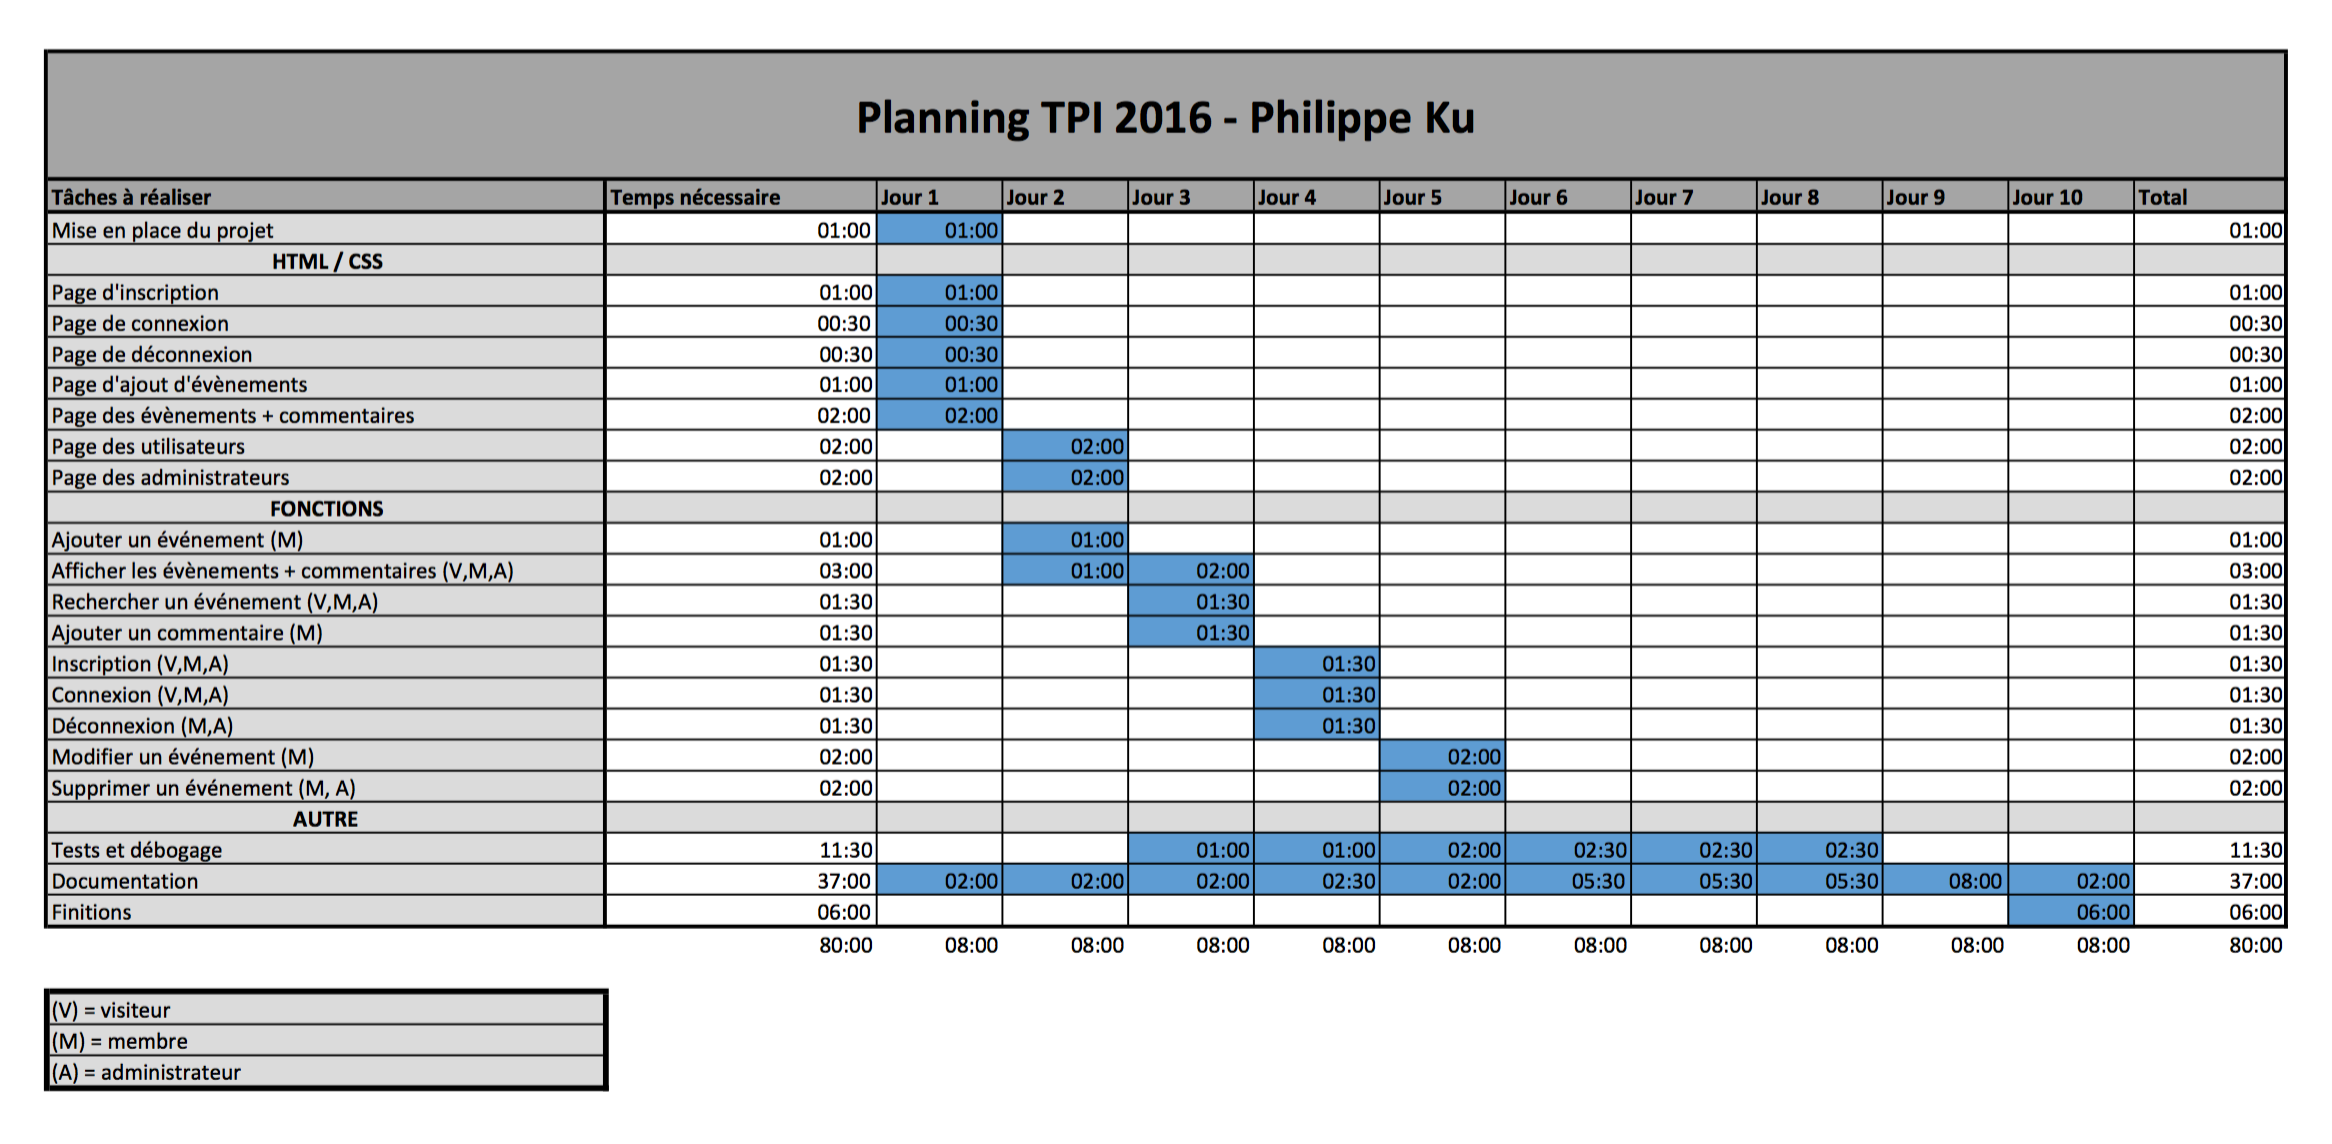 Planning TPI 2016 - Philippe Ku
Tâches à réaliser Temps nécessaire Jour 1 Jour 2 Jour 3 Jour 4 Jour 5 Jour 6 Jour 7 Jour 8 Jour 9 Jour 10 Total
Mise en place du projet 01:00 01:00 01:00
HTML / CSS
Page d'inscription 01:00 01:00 01:00
Page de connexion 00:30 00:30 00:30
Page de déconnexion 00:30 00:30 00:30
Page d'ajout d'évènements 01:00 01:00 01:00
Page des évènements + commentaires 02:00 02:00 02:00
Page des utilisateurs 02:00 02:00 02:00
Page des administrateurs 02:00 02:00 02:00
FONCTIONS
Ajouter un événement (M) 01:00 01:00 01:00
Afficher les évènements + commentaires (V,M,A) 03:00 01:00 02:00 03:00
Rechercher un événement (V,M,A) 01:30 01:30 01:30
Ajouter un commentaire (M) 01:30 01:30 01:30
Inscription (V,M,A) 01:30 01:30 01:30
Connexion (V,M,A) 01:30 01:30 01:30
Déconnexion (M,A) 01:30 01:30 01:30
Modifier un événement (M) 02:00 02:00 02:00
Supprimer un événement (M, A) 02:00 02:00 02:00
AUTRE
Tests et débogage 11:30 01:00 01:00 02:00 02:30 02:30 02:30 11:30
Documentation 37:00 02:00 02:00 02:00 02:30 02:00 05:30 05:30 05:30 08:00 02:00 37:00
Finitions 06:00 06:00 06:00
80:00 08:00 08:00 08:00 08:00 08:00 08:00 08:00 08:00 08:00 08:00 80:00
(V) = visiteur
(M) = membre
(A) = administrateur